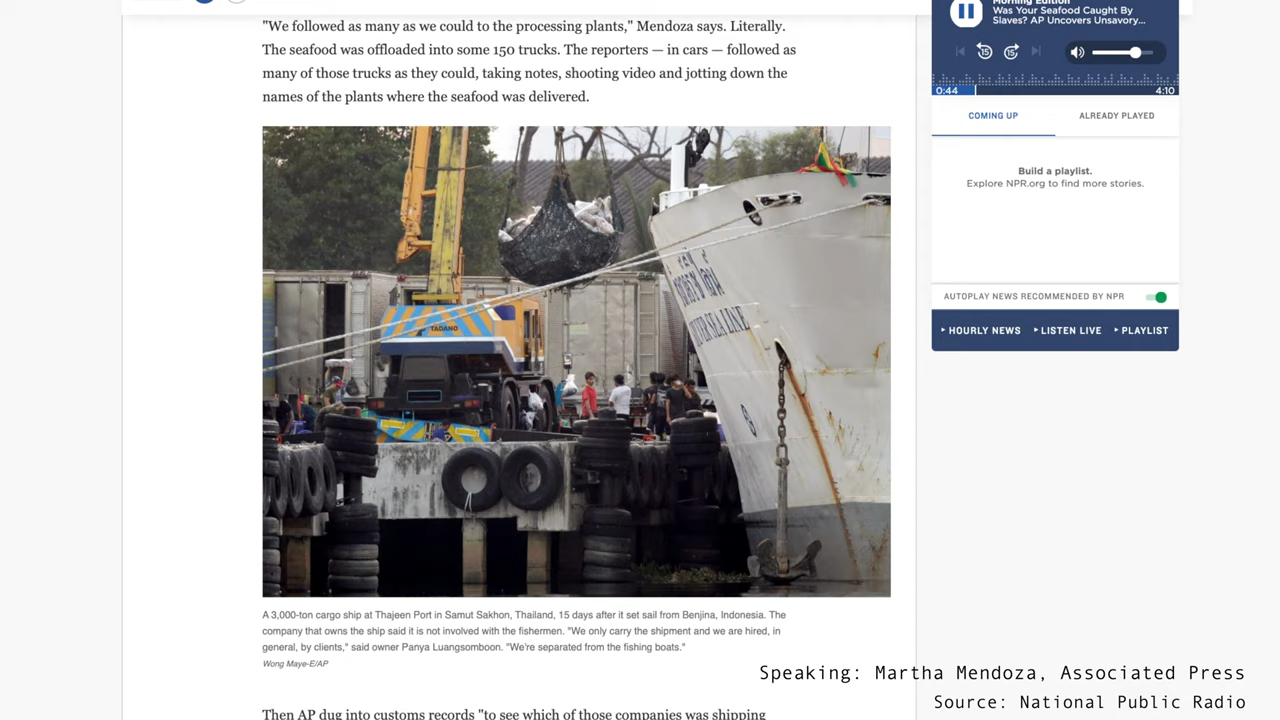 "We followed as many as we could to the processing plants," Mendoza says. Literally.
The seafood was offloaded into some 150 trucks. The reporters — in cars — followed as
many of those trucks as they could, taking notes, shooting video and jotting down the
names of the plants where the seafood was delivered.
Morning Edition
Was Your Seafood Caught By
Slaves? AP Uncovers Unsavory...
15
15
0:44
4:10
COMING UP
ALREADY PLAYED
Build a playlist.
Explore NPR.org to find more stories.
AUTOPLAY NEWS RECOMMENDED BY NPR
HOURLY NEWS
LISTEN LIVE
PLAYLIST
TADANO
SEA LINE
A 3,000-ton cargo ship at Thajeen Port in Samut Sakhon, Thailand, 15 days after it set sail from Benjina, Indonesia. The
company that owns the ship said it is not involved with the fishermen. "We only carry the shipment and we are hired, in
general, by clients," said owner Panya Luangsomboon. "We're separated from the fishing boats."
Wong Maye-E/AP
Speaking: Martha Mendoza, Associated Press
Source: National Public Radio
Then AP dug into customs records "to see which of those companies was shipping